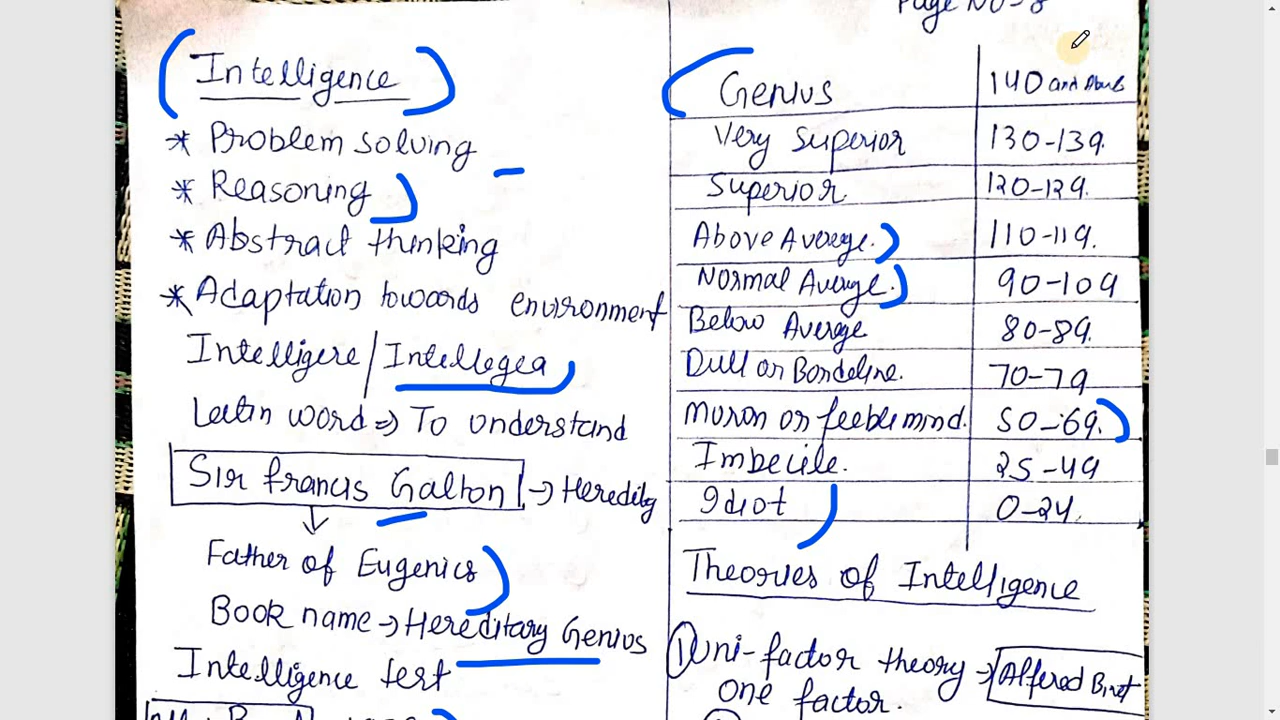 Page No-8
Intelligence
* Problem solving
* Reasoning
* Abstract thinking
* Adaptation towards environment
Intelligere/Intellegea
Latin word => To understand
Sir Francis Galton -> Heredity
Father of Eugenics
Book name -> Hereditary Genius
Intelligence test
Genius 140 and Above
Very Superior 130-139.
Superior. 120-129.
Above Average. 110-119.
Normal Average. 90-109
Below Average 80-89.
Dull or Borderline. 70-79
Moron or feeble mind. 50-69.
Imbecile. 25-49
Idiot 0-24.
Theories of Intelligence
1) Uni-factor theory -> Alfered Binet
one factor.